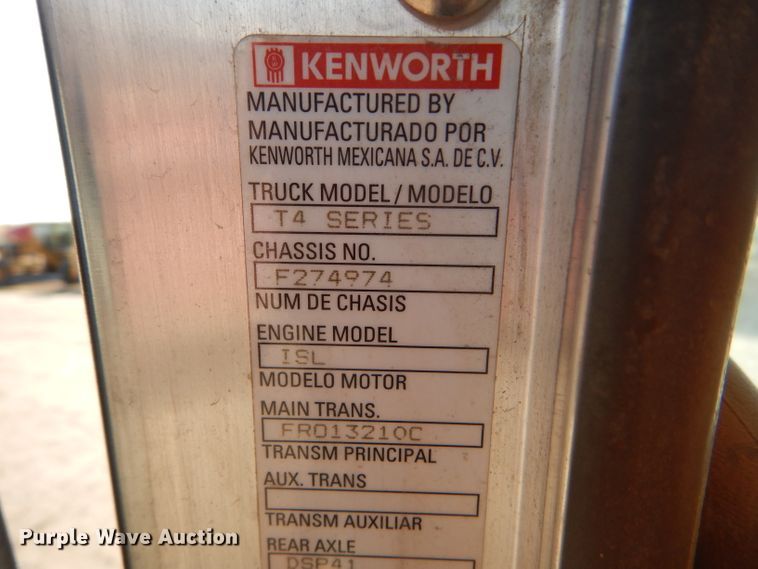 KENWORTH
MANUFACTURED BY
MANUFACTURADO POR
KENWORTH MEXICANA S.A. DE C.V.
TRUCK MODEL / MODELO
T4 SERIES
CHASSIS NO.
F274974
NUM DE CHASIS
ENGINE MODEL
ISL
MODELO MOTOR
MAIN TRANS.
FRO13210C
TRANSM PRINCIPAL
AUX. TRANS
TRANSM AUXILIAR
REAR AXLE
DSP41
Purple Wave Auction